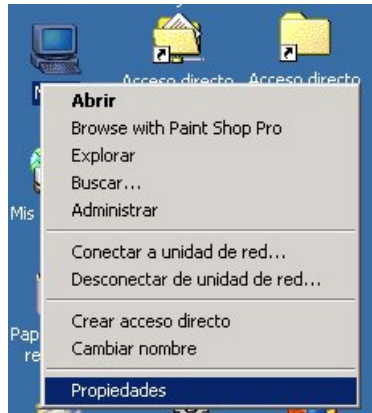 Acceso directo Acceso directo
M
Abrir
Browse with Paint Shop Pro
Explorar
Buscar...
Administrar
Mis
Conectar a unidad de red...
Desconectar de unidad de red...
Crear acceso directo
Pap
Cambiar nombre
re
Propiedades